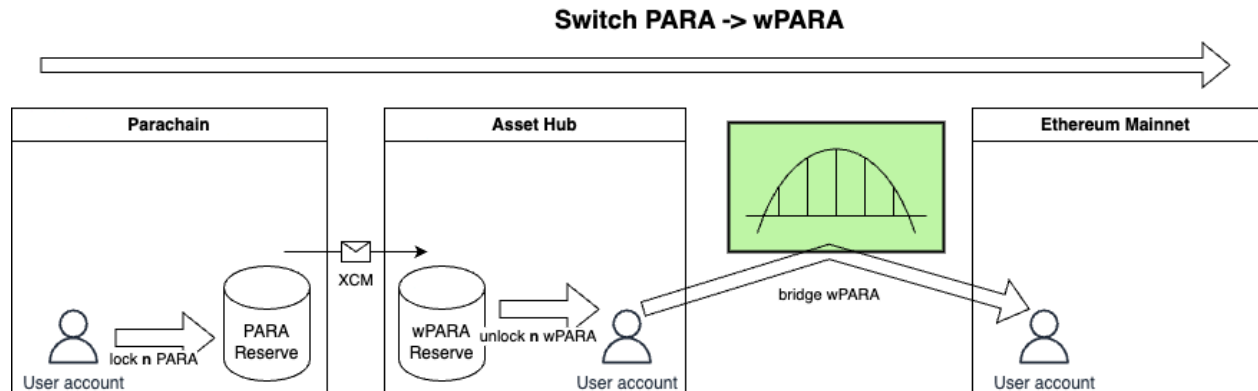 Switch PARA -> wPARA
Parachain
Asset Hub
Ethereum Mainnet
XCM
PARA
Reserve
wPARA
Reserve
bridge wPARA
lock n PARA
unlock n wPARA
User account
User account
User account